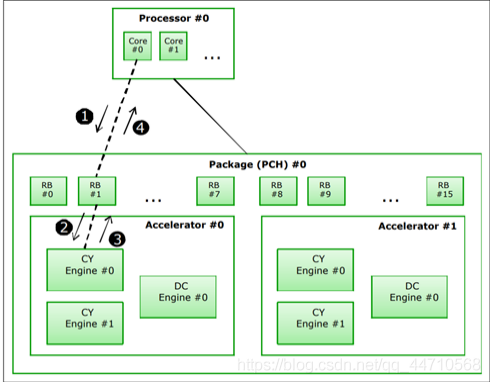 Processor #0
Core #0
Core #1
...
1
4
Package (PCH) #0
RB #0
RB #1
...
RB #7
RB #8
RB #9
...
RB #15
2
3
Accelerator #0
Accelerator #1
CY Engine #0
DC Engine #0
CY Engine #1
CY Engine #0
DC Engine #0
CY Engine #1
https://blog.csdn.net/qq_44710568